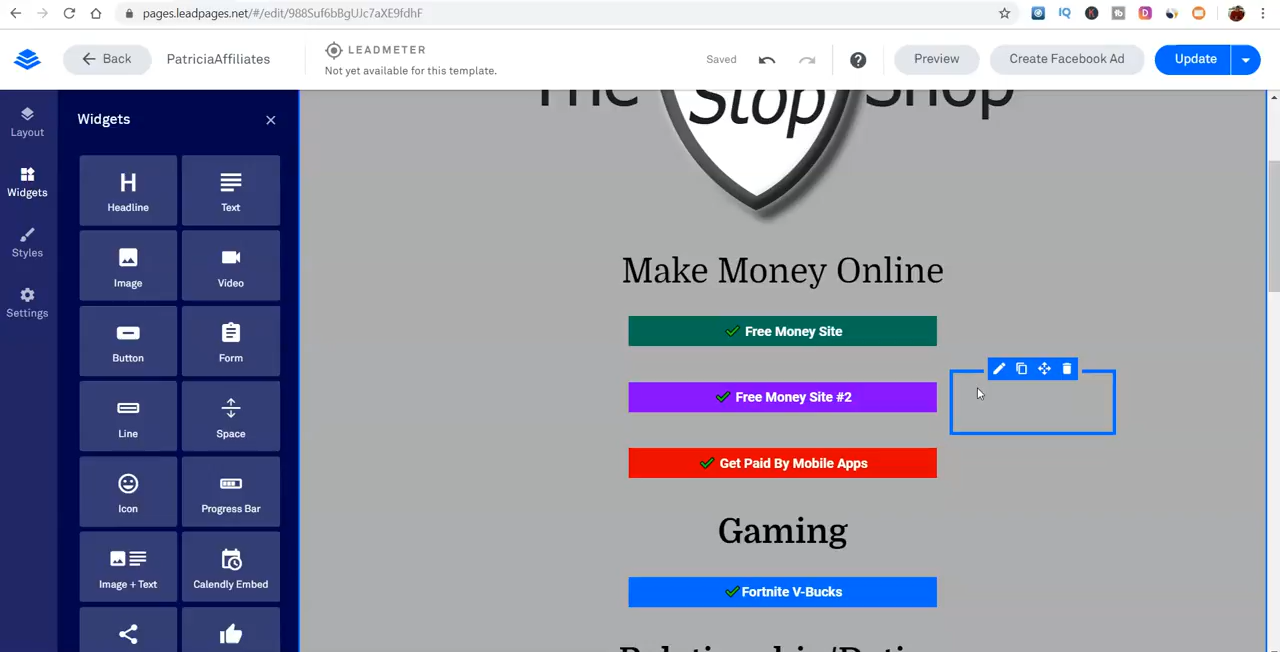 pages.leadpages.net/#/edit/988Suf6bBgUJc7aXE9fdhF
Back
PatriciaAffiliates
LEADMETER
Not yet available for this template.
Saved
Preview
Create Facebook Ad
Update
Layout
Widgets
Styles
Settings
Widgets
Headline
Text
Image
Video
Button
Form
Line
Space
Icon
Progress Bar
Image + Text
Calendly Embed
The
Stop
Shop
Make Money Online
Free Money Site
Free Money Site #2
Get Paid By Mobile Apps
Gaming
Fortnite V-Bucks